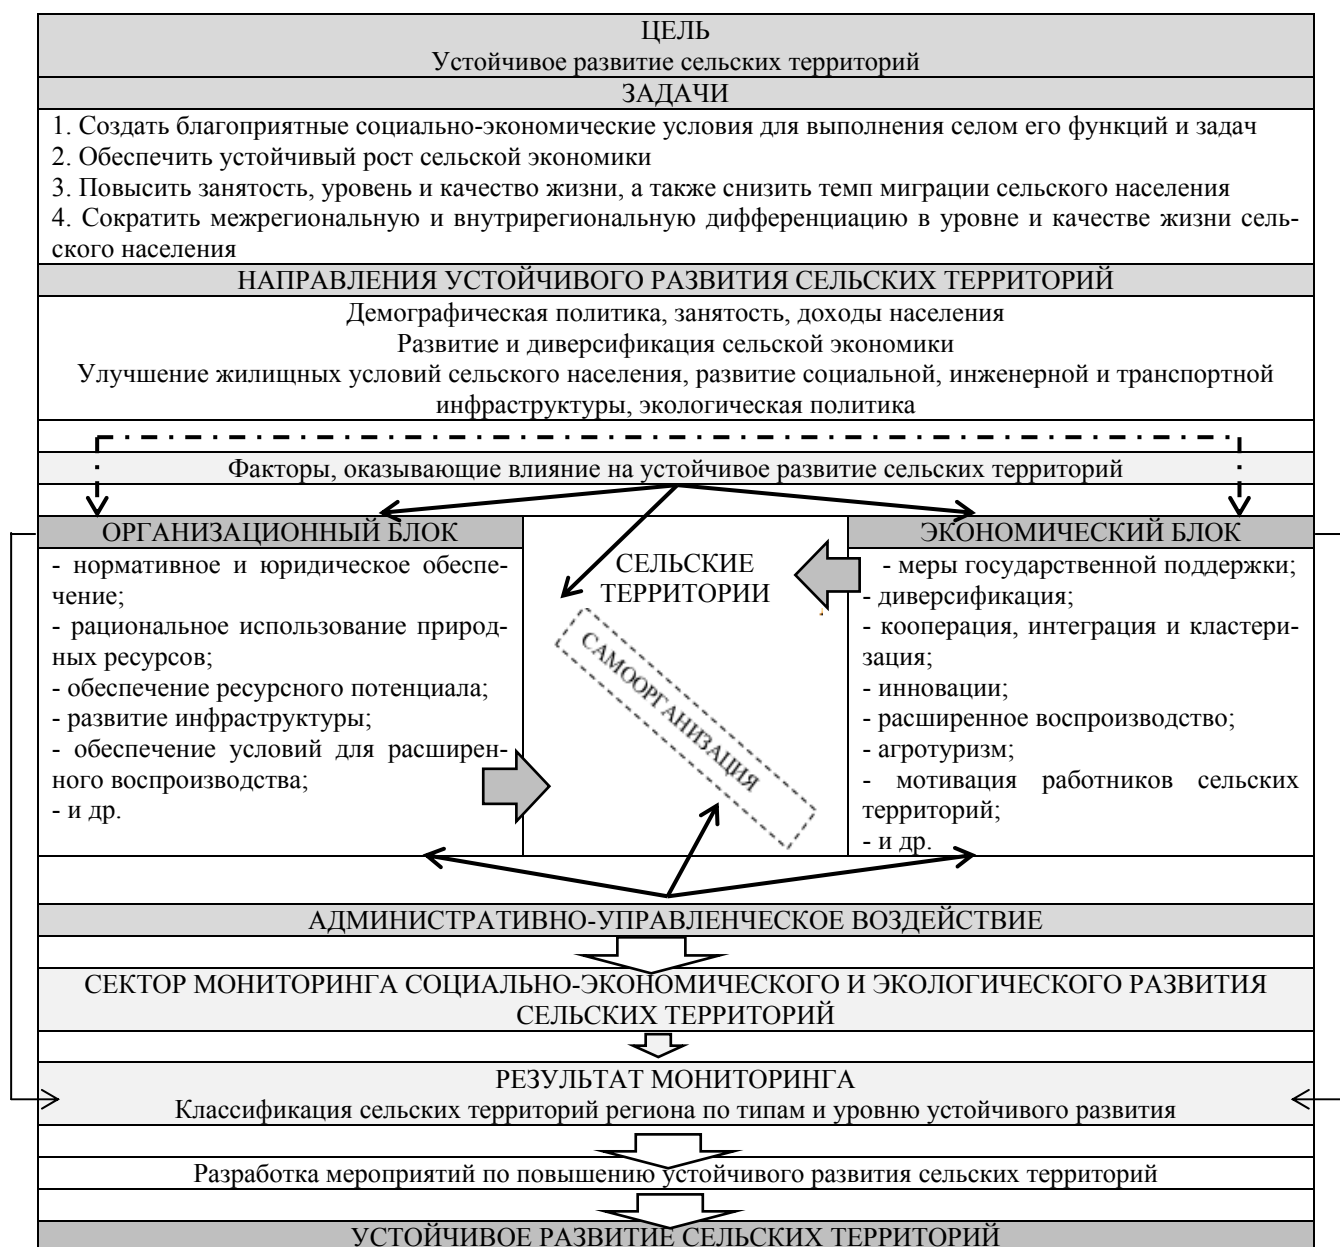 ЦЕЛЬ
Устойчивое развитие сельских территорий
ЗАДАЧИ
1. Создать благоприятные социально-экономические условия для выполнения селом его функций и задач
2. Обеспечить устойчивый рост сельской экономики
3. Повысить занятость, уровень и качество жизни, а также снизить темп миграции сельского населения
4. Сократить межрегиональную и внутрирегиональную дифференциацию в уровне и качестве жизни сель-
ского населения
НАПРАВЛЕНИЯ УСТОЙЧИВОГО РАЗВИТИЯ СЕЛЬСКИХ ТЕРРИТОРИЙ
Демографическая политика, занятость, доходы населения
Развитие и диверсификация сельской экономики
Улучшение жилищных условий сельского населения, развитие социальной, инженерной и транспортной
инфраструктуры, экологическая политика
Факторы, оказывающие влияние на устойчивое развитие сельских территорий
ОРГАНИЗАЦИОННЫЙ БЛОК
- нормативное и юридическое обеспе-
чение;
- рациональное использование природ-
ных ресурсов;
- обеспечение ресурсного потенциала;
- развитие инфраструктуры;
- обеспечение условий для расширен-
ного воспроизводства;
- и др.
СЕЛЬСКИЕ
ТЕРРИТОРИИ
САМООРГАНИЗАЦИЯ
ЭКОНОМИЧЕСКИЙ БЛОК
- меры государственной поддержки;
- диверсификация;
- кооперация, интеграция и кластери-
зация;
- инновации;
- расширенное воспроизводство;
- агротуризм;
- мотивация работников сельских
территорий;
- и др.
АДМИНИСТРАТИВНО-УПРАВЛЕНЧЕСКОЕ ВОЗДЕЙСТВИЕ
СЕКТОР МОНИТОРИНГА СОЦИАЛЬНО-ЭКОНОМИЧЕСКОГО И ЭКОЛОГИЧЕСКОГО РАЗВИТИЯ
СЕЛЬСКИХ ТЕРРИТОРИЙ
РЕЗУЛЬТАТ МОНИТОРИНГА
Классификация сельских территорий региона по типам и уровню устойчивого развития
Разработка мероприятий по повышению устойчивого развития сельских территорий
УСТОЙЧИВОЕ РАЗВИТИЕ СЕЛЬСКИХ ТЕРРИТОРИЙ